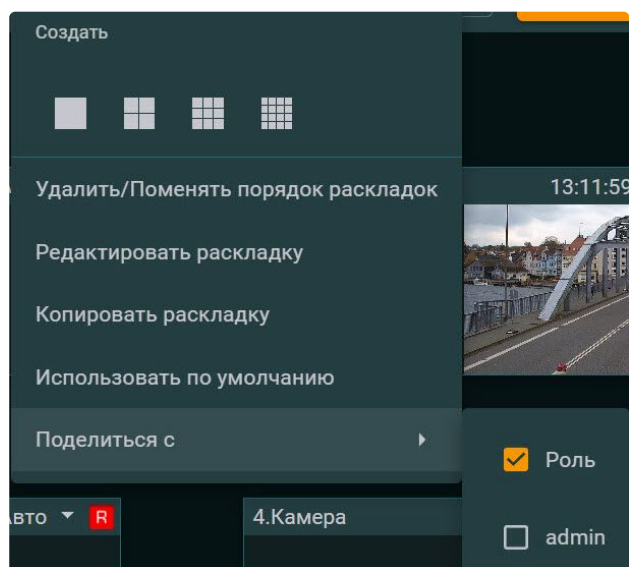 Создать
Удалить/Поменять порядок раскладок
13:11:59
Редактировать раскладку
Копировать раскладку
Использовать по умолчанию
Поделиться с
Роль
R
4.Камера
admin